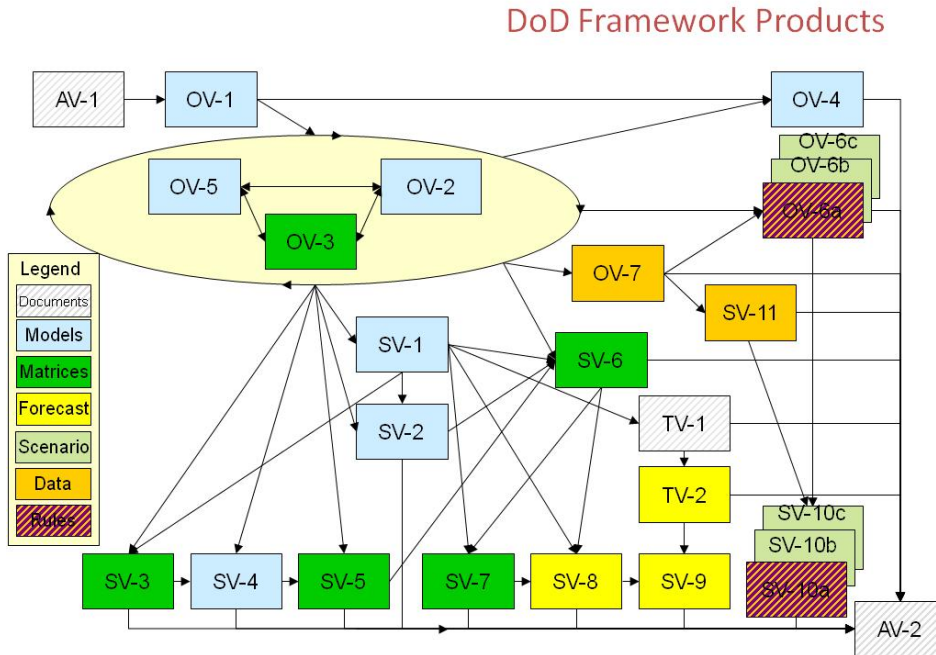 DoD Framework Products
AV-1
OV-1
OV-4
OV-6c
OV-6b
OV-6a
OV-5
OV-2
OV-3
OV-7
SV-11
Legend
Documents
Models
Matrices
Forecast
Scenario
Data
Rules
SV-1
SV-6
SV-2
TV-1
TV-2
SV-10c
SV-10b
SV-10a
SV-3
SV-4
SV-5
SV-7
SV-8
SV-9
AV-2